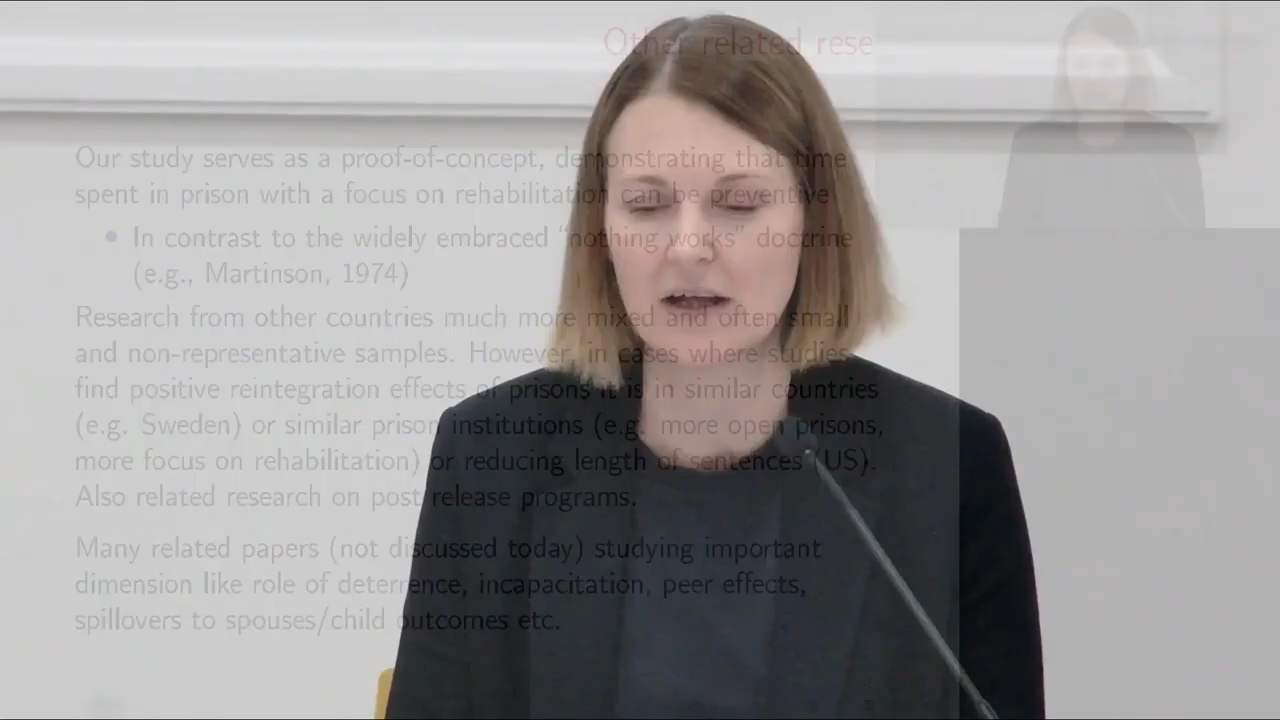 Other related rese
Our study serves as a proof-of-concept, demonstrating that time
spent in prison with a focus on rehabilitation can be preventive
• In contrast to the widely embraced “nothing works” doctrine
(e.g., Martinson, 1974)
Research from other countries much more mixed and often small
and non-representative samples. However, in cases where studies
find positive reintegration effects of prisons it is in similar countries
(e.g. Sweden) or similar prison institutions (e.g. more open prisons,
more focus on rehabilitation) or reducing length of sentences (US).
Also related research on post release programs.
Many related papers (not discussed today) studying important
dimension like role of deterrence, incapacitation, peer effects,
spillovers to spouses/child outcomes etc.